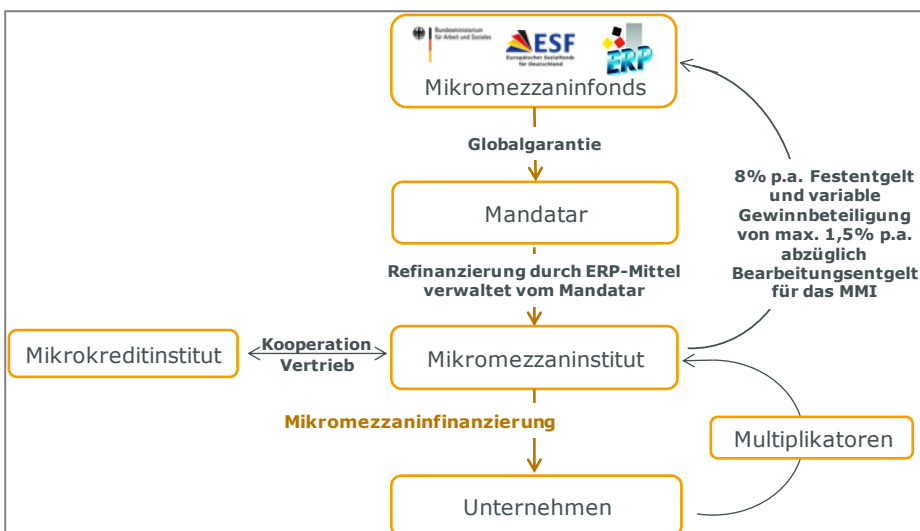 Bundesministerium
für Arbeit und Soziales
ESF
Europäischer Sozialfonds
für Deutschland
ERP
Mikromezzaninfonds
Globalgarantie
8% p.a. Festentgelt
und variable
Gewinnbeteiligung
von max. 1,5% p.a.
abzüglich
Bearbeitungsentgelt
für das MMI
Mandatar
Refinanzierung durch ERP-Mittel
verwaltet vom Mandatar
Mikrokreditinstitut
Kooperation
Vertrieb
Mikromezzaninstitut
Mikromezzaninfinanzierung
Multiplikatoren
Unternehmen